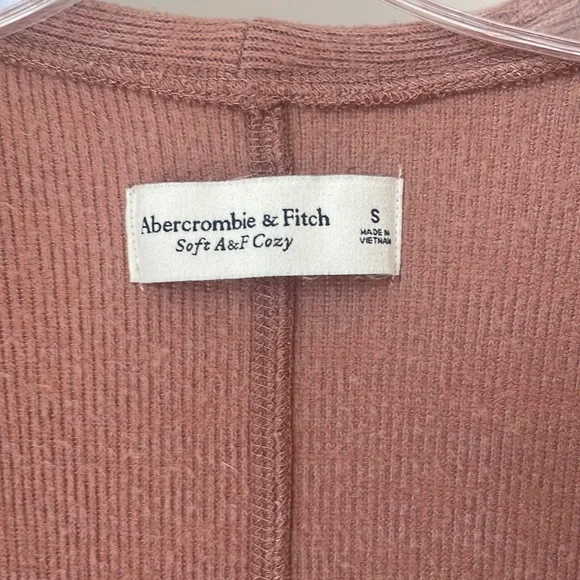 Abercrombie & Fitch
Soft A&F Cozy
S
MADE IN
VIETNAM